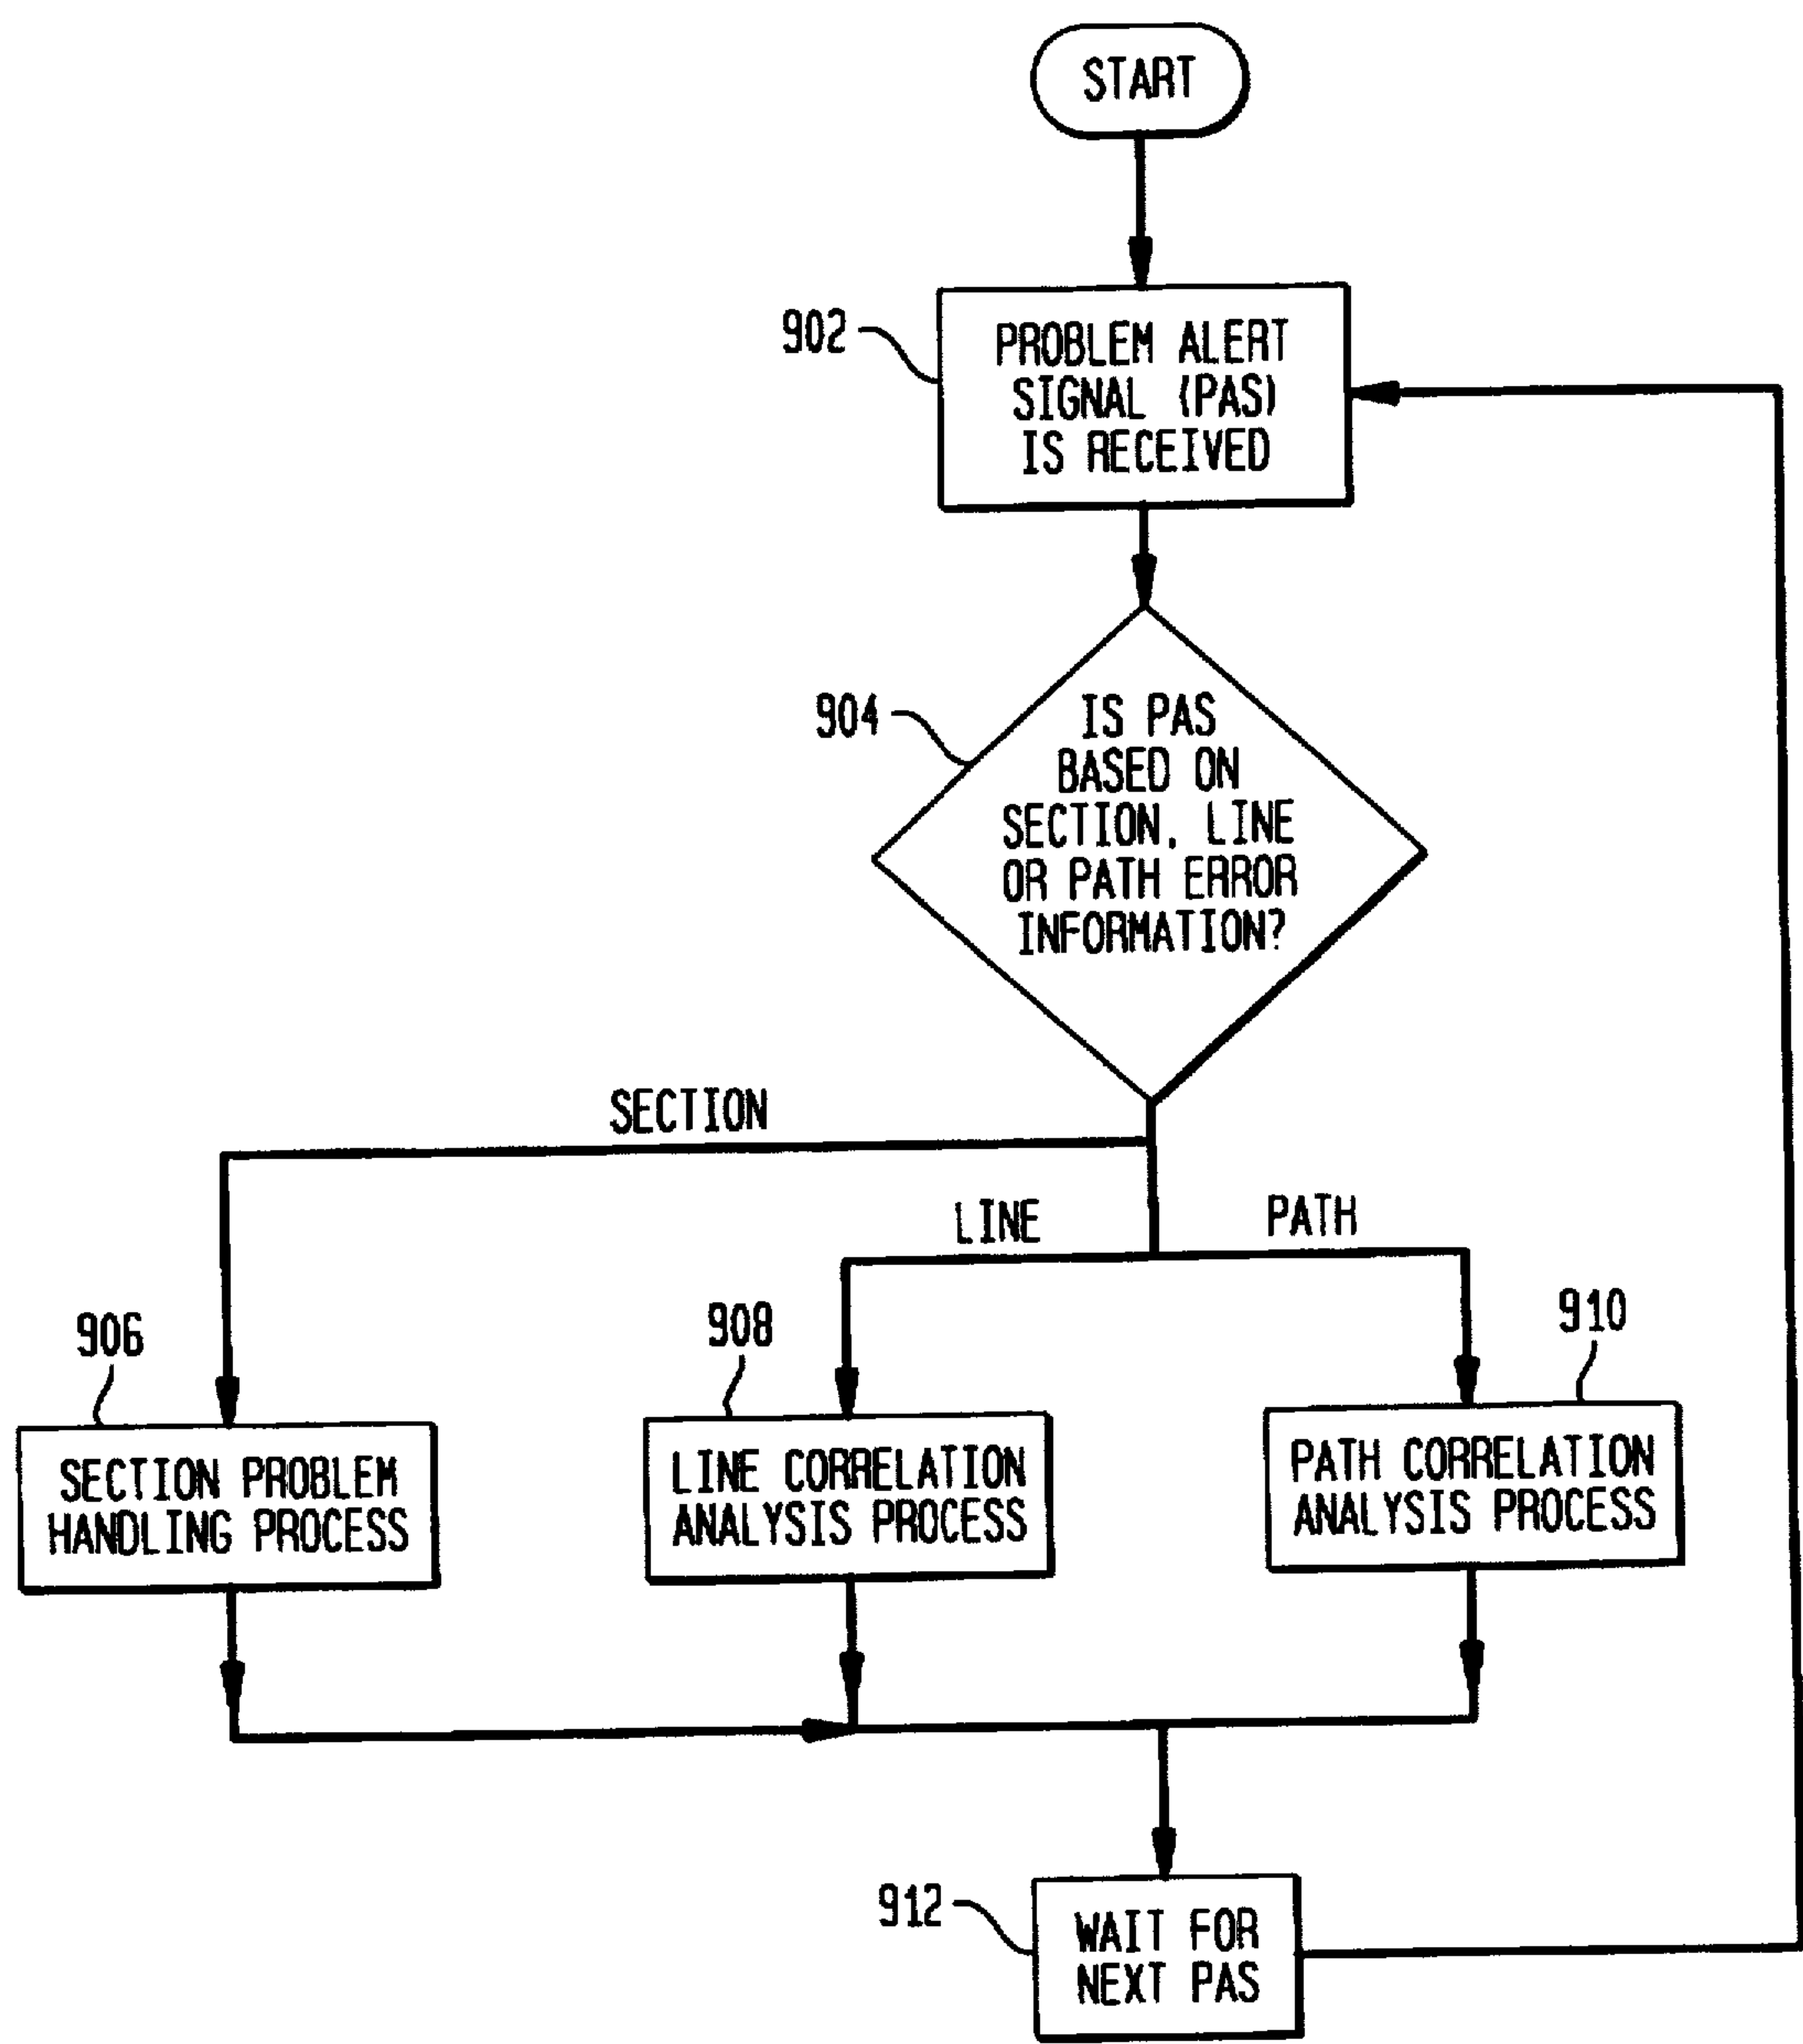 START
902
PROBLEM ALERT
SIGNAL (PAS)
IS RECEIVED
904
IS PAS
BASED ON
SECTION, LINE
OR PATH ERROR
INFORMATION?
SECTION
LINE
PATH
906
908
910
SECTION PROBLEM
HANDLING PROCESS
LINE CORRELATION
ANALYSIS PROCESS
PATH CORRELATION
ANALYSIS PROCESS
912
WAIT FOR
NEXT PAS